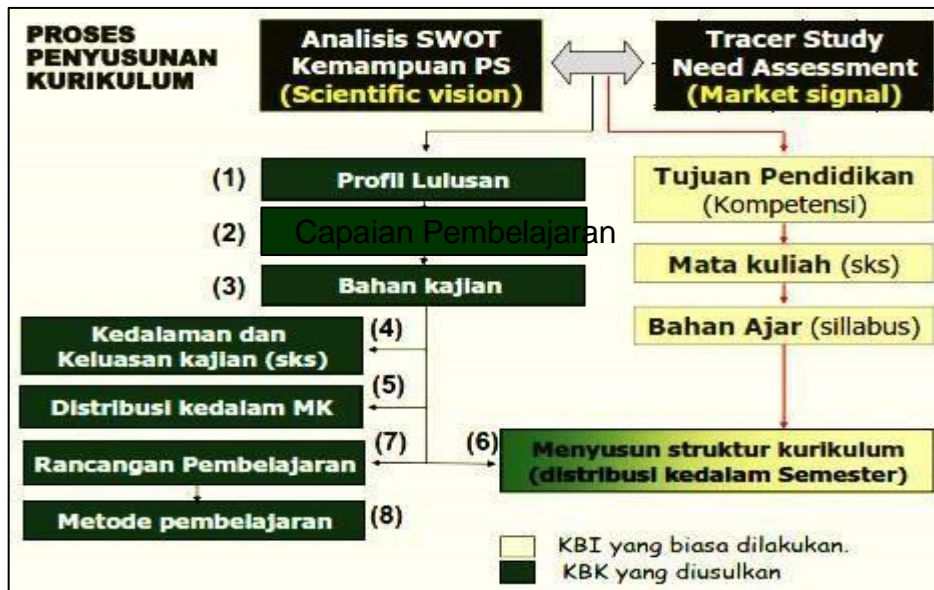 PROSES
PENYUSUNAN
KURIKULUM
Analisis SWOT
Kemampuan PS
(Scientific vision)
Tracer Study
Need Assessment
(Market signal)
(1)
Profil Lulusan
(2)
Capaian Pembelajaran
(3)
Bahan kajian
Kedalaman dan
Keluasan kajian (sks)
(4)
Distribusi kedalam MK
(5)
Rancangan Pembelajaran
(7)
Metode pembelajaran
(8)
Tujuan Pendidikan
(Kompetensi)
Mata kuliah (sks)
Bahan Ajar (sillabus)
(6)
Menyusun struktur kurikulum
(distribusi kedalam Semester)
KBI yang biasa dilakukan.
KBK yang diusulkan